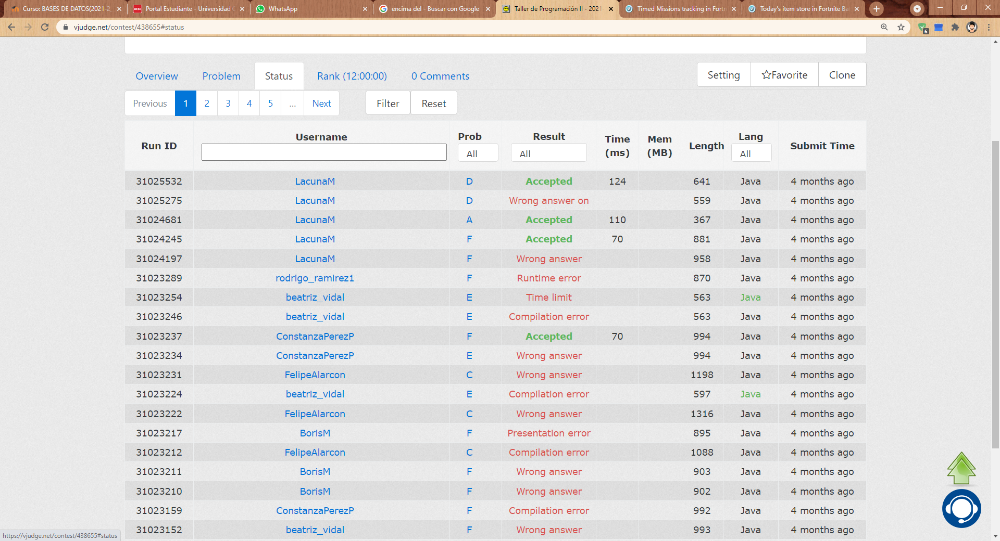 Curso: BASES DE DATOS(2021-2
Portal Estudiante - Universidad
WhatsApp
encima del - Buscar con Google
Taller de Programación II - 2021-
Timed Missions tracking in Fortn
Today's item store in Fortnite Ba
vjudge.net/contest/438655#status
6
Overview Problem Status Rank (12:00:00) 0 Comments Setting Favorite Clone
Previous 1 2 3 4 5 ... Next Filter Reset
Run ID Username Prob Result Time (ms) Mem (MB) Length Lang Submit Time
All All All
31025532 LacunaM D Accepted 124 641 Java 4 months ago
31025275 LacunaM D Wrong answer on 559 Java 4 months ago
31024681 LacunaM A Accepted 110 367 Java 4 months ago
31024245 LacunaM F Accepted 70 881 Java 4 months ago
31024197 LacunaM F Wrong answer 958 Java 4 months ago
31023289 rodrigo_ramirez1 F Runtime error 870 Java 4 months ago
31023254 beatriz_vidal E Time limit 563 Java 4 months ago
31023246 beatriz_vidal E Compilation error 563 Java 4 months ago
31023237 ConstanzaPerezP F Accepted 70 994 Java 4 months ago
31023234 ConstanzaPerezP E Wrong answer 994 Java 4 months ago
31023231 FelipeAlarcon C Wrong answer 1198 Java 4 months ago
31023224 beatriz_vidal E Compilation error 597 Java 4 months ago
31023222 FelipeAlarcon C Wrong answer 1316 Java 4 months ago
31023217 BorisM F Presentation error 895 Java 4 months ago
31023212 FelipeAlarcon C Compilation error 1088 Java 4 months ago
31023211 BorisM F Wrong answer 903 Java 4 months ago
31023210 BorisM F Wrong answer 902 Java 4 months ago
31023159 ConstanzaPerezP F Compilation error 992 Java 4 months ago
31023152 beatriz_vidal F Wrong answer 993 Java 4 months ago
https://vjudge.net/contest/438655#status